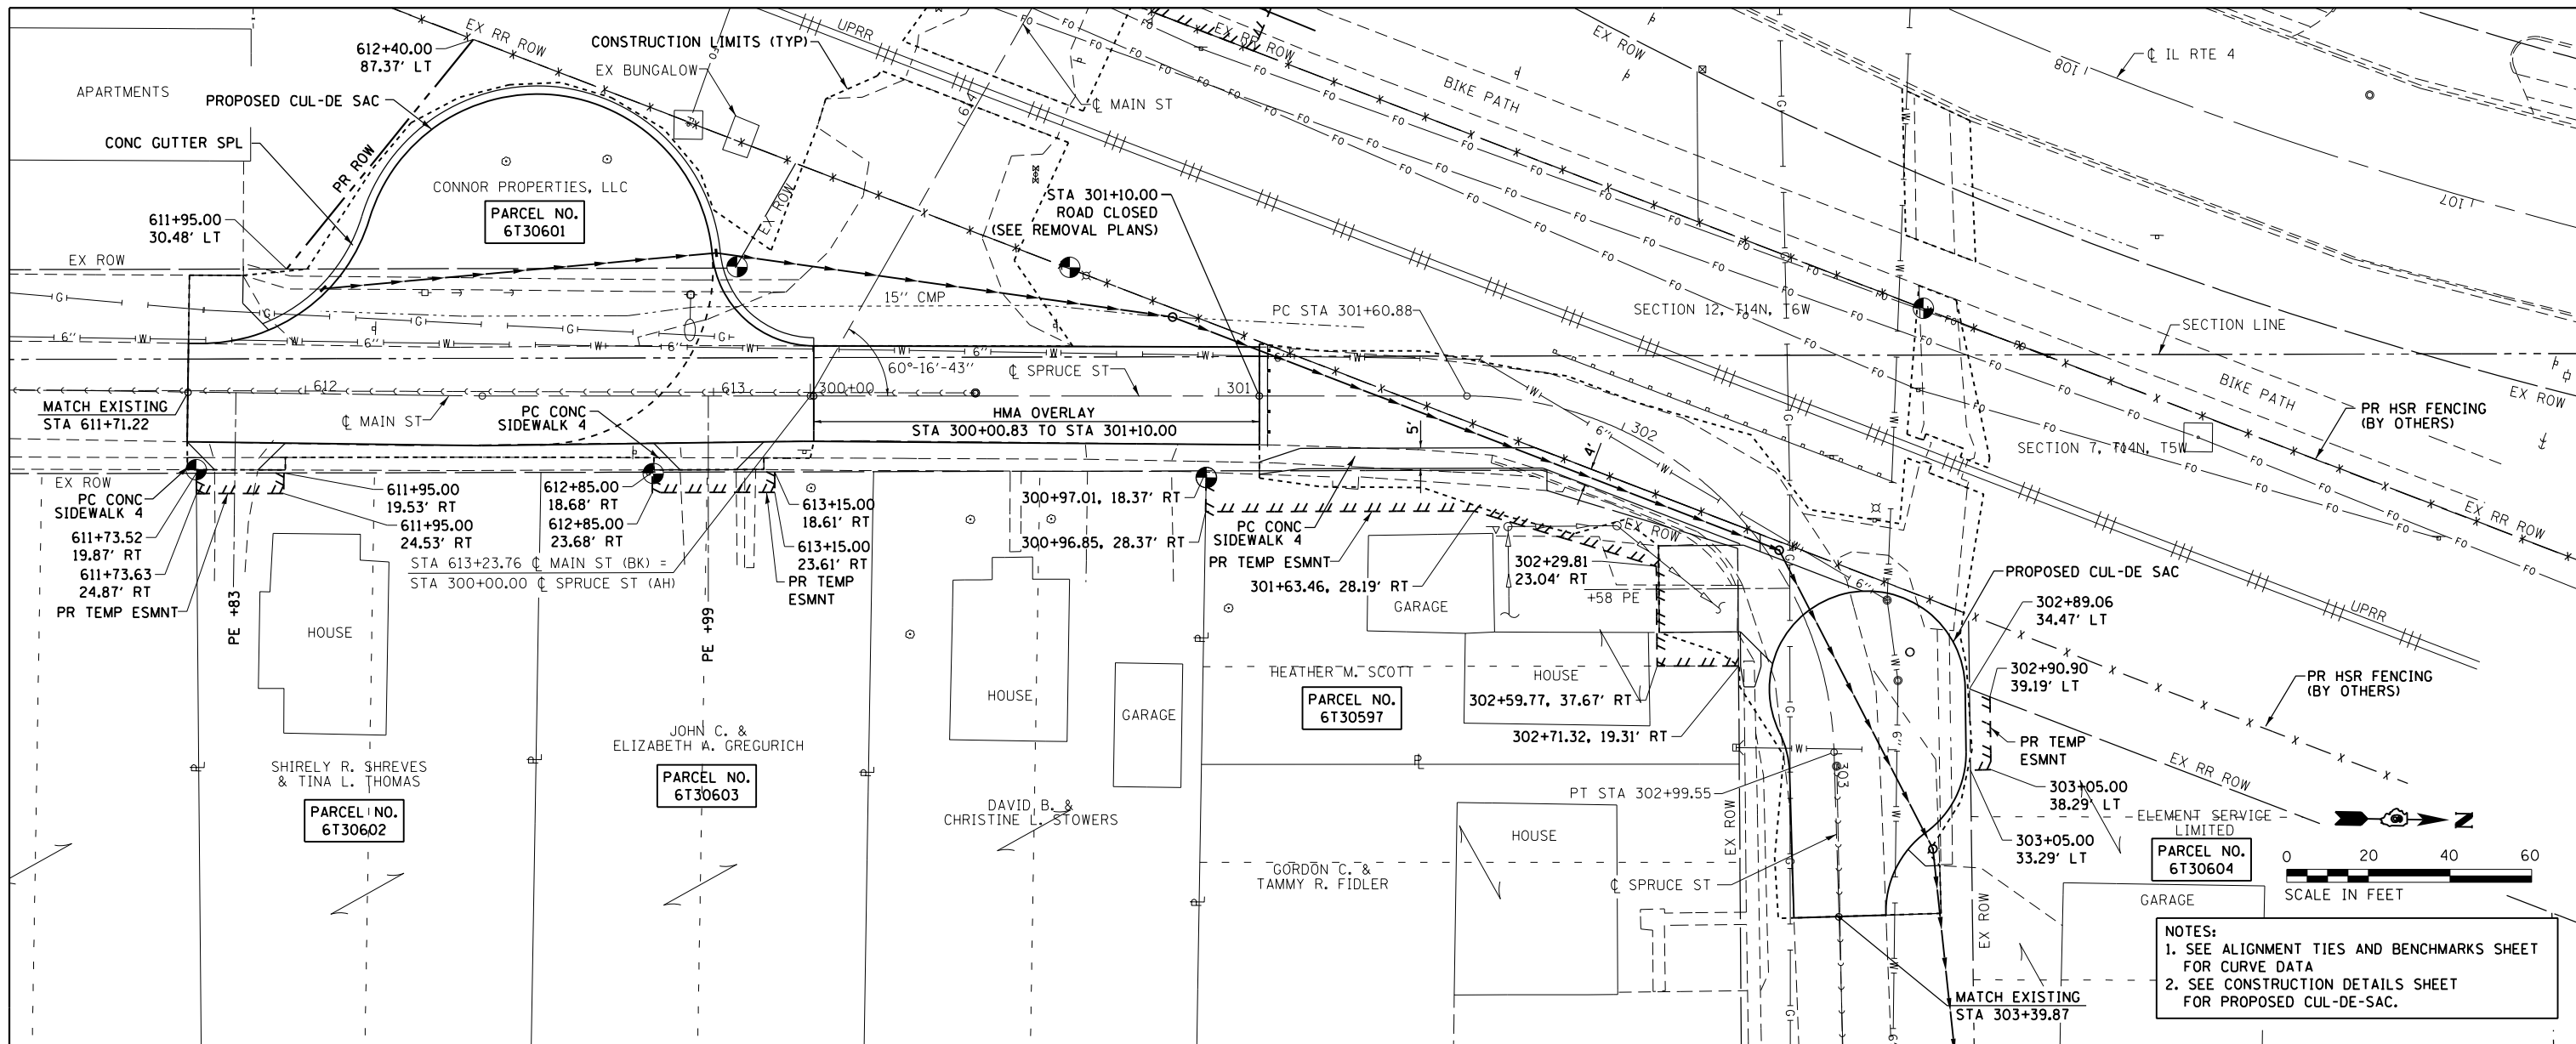 612+40.00
87.37' LT
EX RR ROW
CONSTRUCTION LIMITS (TYP)
EX BUNGALOW
UPRR
℄ MAIN ST
EX RR ROW
EX ROW
BIKE PATH
℄ IL RTE 4
108
107
APARTMENTS
PROPOSED CUL-DE SAC
CONC GUTTER SPL
PR ROW
CONNOR PROPERTIES, LLC
PARCEL NO.
6T30601
611+95.00
30.48' LT
EX ROW
EX ROW
614
STA 301+10.00
ROAD CLOSED
(SEE REMOVAL PLANS)
15" CMP
PC STA 301+60.88
SECTION 12, T14N, T6W
SECTION LINE
60°-16'-43"
℄ SPRUCE ST
612
613
300+00
301
302
MATCH EXISTING
STA 611+71.22
℄ MAIN ST
PC CONC
SIDEWALK 4
HMA OVERLAY
STA 300+00.83 TO STA 301+10.00
5'
4'
BIKE PATH
EX ROW
PR HSR FENCING
(BY OTHERS)
SECTION 7, T14N, T5W
EX ROW
PC CONC
SIDEWALK 4
611+73.52
19.87' RT
611+73.63
24.87' RT
PR TEMP ESMNT
PE +83
611+95.00
19.53' RT
611+95.00
24.53' RT
612+85.00
18.68' RT
612+85.00
23.68' RT
STA 613+23.76 ℄ MAIN ST (BK) =
STA 300+00.00 ℄ SPRUCE ST (AH)
PE +99
613+15.00
18.61' RT
613+15.00
23.61' RT
PR TEMP
ESMNT
300+97.01, 18.37' RT
300+96.85, 28.37' RT
PC CONC
SIDEWALK 4
PR TEMP ESMNT
301+63.46, 28.19' RT
EX ROW
302+29.81
23.04' RT
+58 PE
GARAGE
EX RR ROW
UPRR
PROPOSED CUL-DE SAC
302+89.06
34.47' LT
302+90.90
39.19' LT
PR HSR FENCING
(BY OTHERS)
HOUSE
HOUSE
GARAGE
HEATHER M. SCOTT
PARCEL NO.
6T30597
HOUSE
302+59.77, 37.67' RT
302+71.32, 19.31' RT
PR TEMP
ESMNT
EX RR ROW
SHIRELY R. SHREVES
& TINA L. THOMAS
PARCEL NO.
6T30602
JOHN C. &
ELIZABETH A. GREGURICH
PARCEL NO.
6T30603
DAVID B. &
CHRISTINE L. STOWERS
PT STA 302+99.55
303
303+05.00
38.29' LT
303+05.00
33.29' LT
ELEMENT SERVICE
LIMITED
PARCEL NO.
6T30604
N
0 20 40 60
SCALE IN FEET
GORDON C. &
TAMMY R. FIDLER
HOUSE
EX ROW
℄ SPRUCE ST
EX ROW
GARAGE
MATCH EXISTING
STA 303+39.87
NOTES:
1. SEE ALIGNMENT TIES AND BENCHMARKS SHEET
FOR CURVE DATA
2. SEE CONSTRUCTION DETAILS SHEET
FOR PROPOSED CUL-DE-SAC.